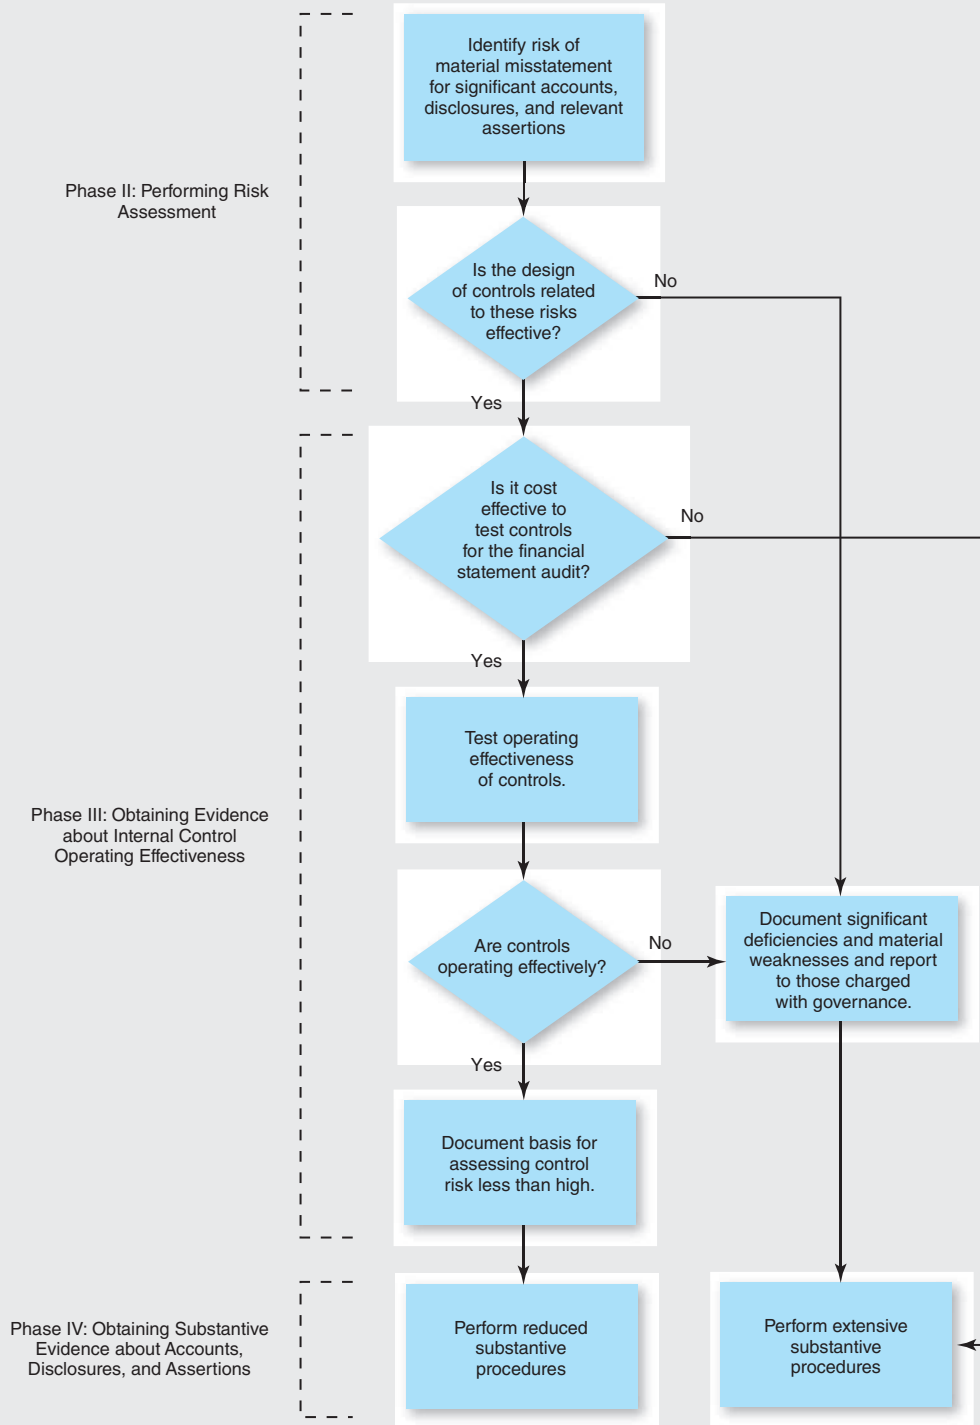 Identify risk of
material misstatement
for significant accounts,
disclosures, and relevant
assertions
Phase II: Performing Risk
Assessment
Is the design
of controls related
to these risks
effective?
No
Yes
Is it cost
effective to
test controls
for the financial
statement audit?
No
Yes
Test operating
effectiveness
of controls.
Phase III: Obtaining Evidence
about Internal Control
Operating Effectiveness
Are controls
operating effectively?
No
Document significant
deficiencies and material
weaknesses and report
to those charged
with governance.
Yes
Document basis for
assessing control
risk less than high.
Phase IV: Obtaining Substantive
Evidence about Accounts,
Disclosures, and Assertions
Perform reduced
substantive
procedures
Perform extensive
substantive
procedures